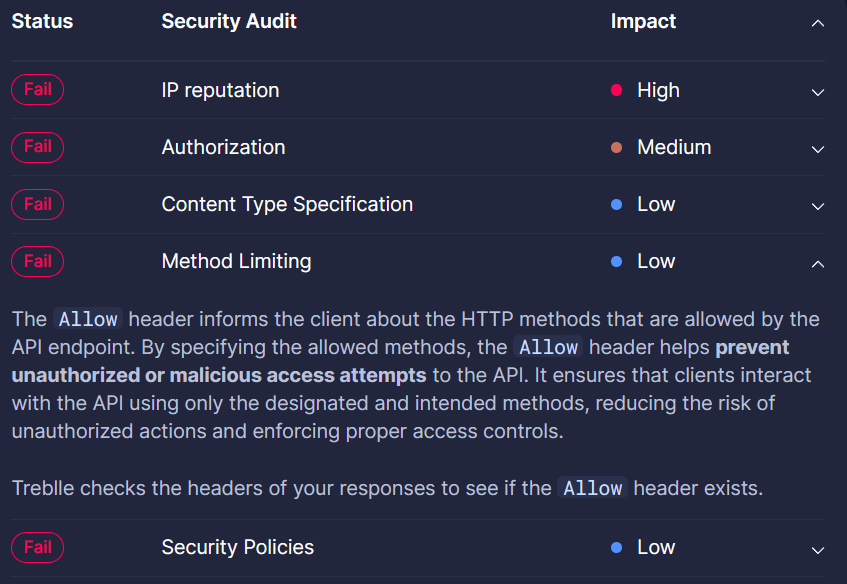 Status Security Audit Impact
Fail IP reputation High
Fail Authorization Medium
Fail Content Type Specification Low
Fail Method Limiting Low
The Allow header informs the client about the HTTP methods that are allowed by the
API endpoint. By specifying the allowed methods, the Allow header helps prevent
unauthorized or malicious access attempts to the API. It ensures that clients interact
with the API using only the designated and intended methods, reducing the risk of
unauthorized actions and enforcing proper access controls.
Treblle checks the headers of your responses to see if the Allow header exists.
Fail Security Policies Low